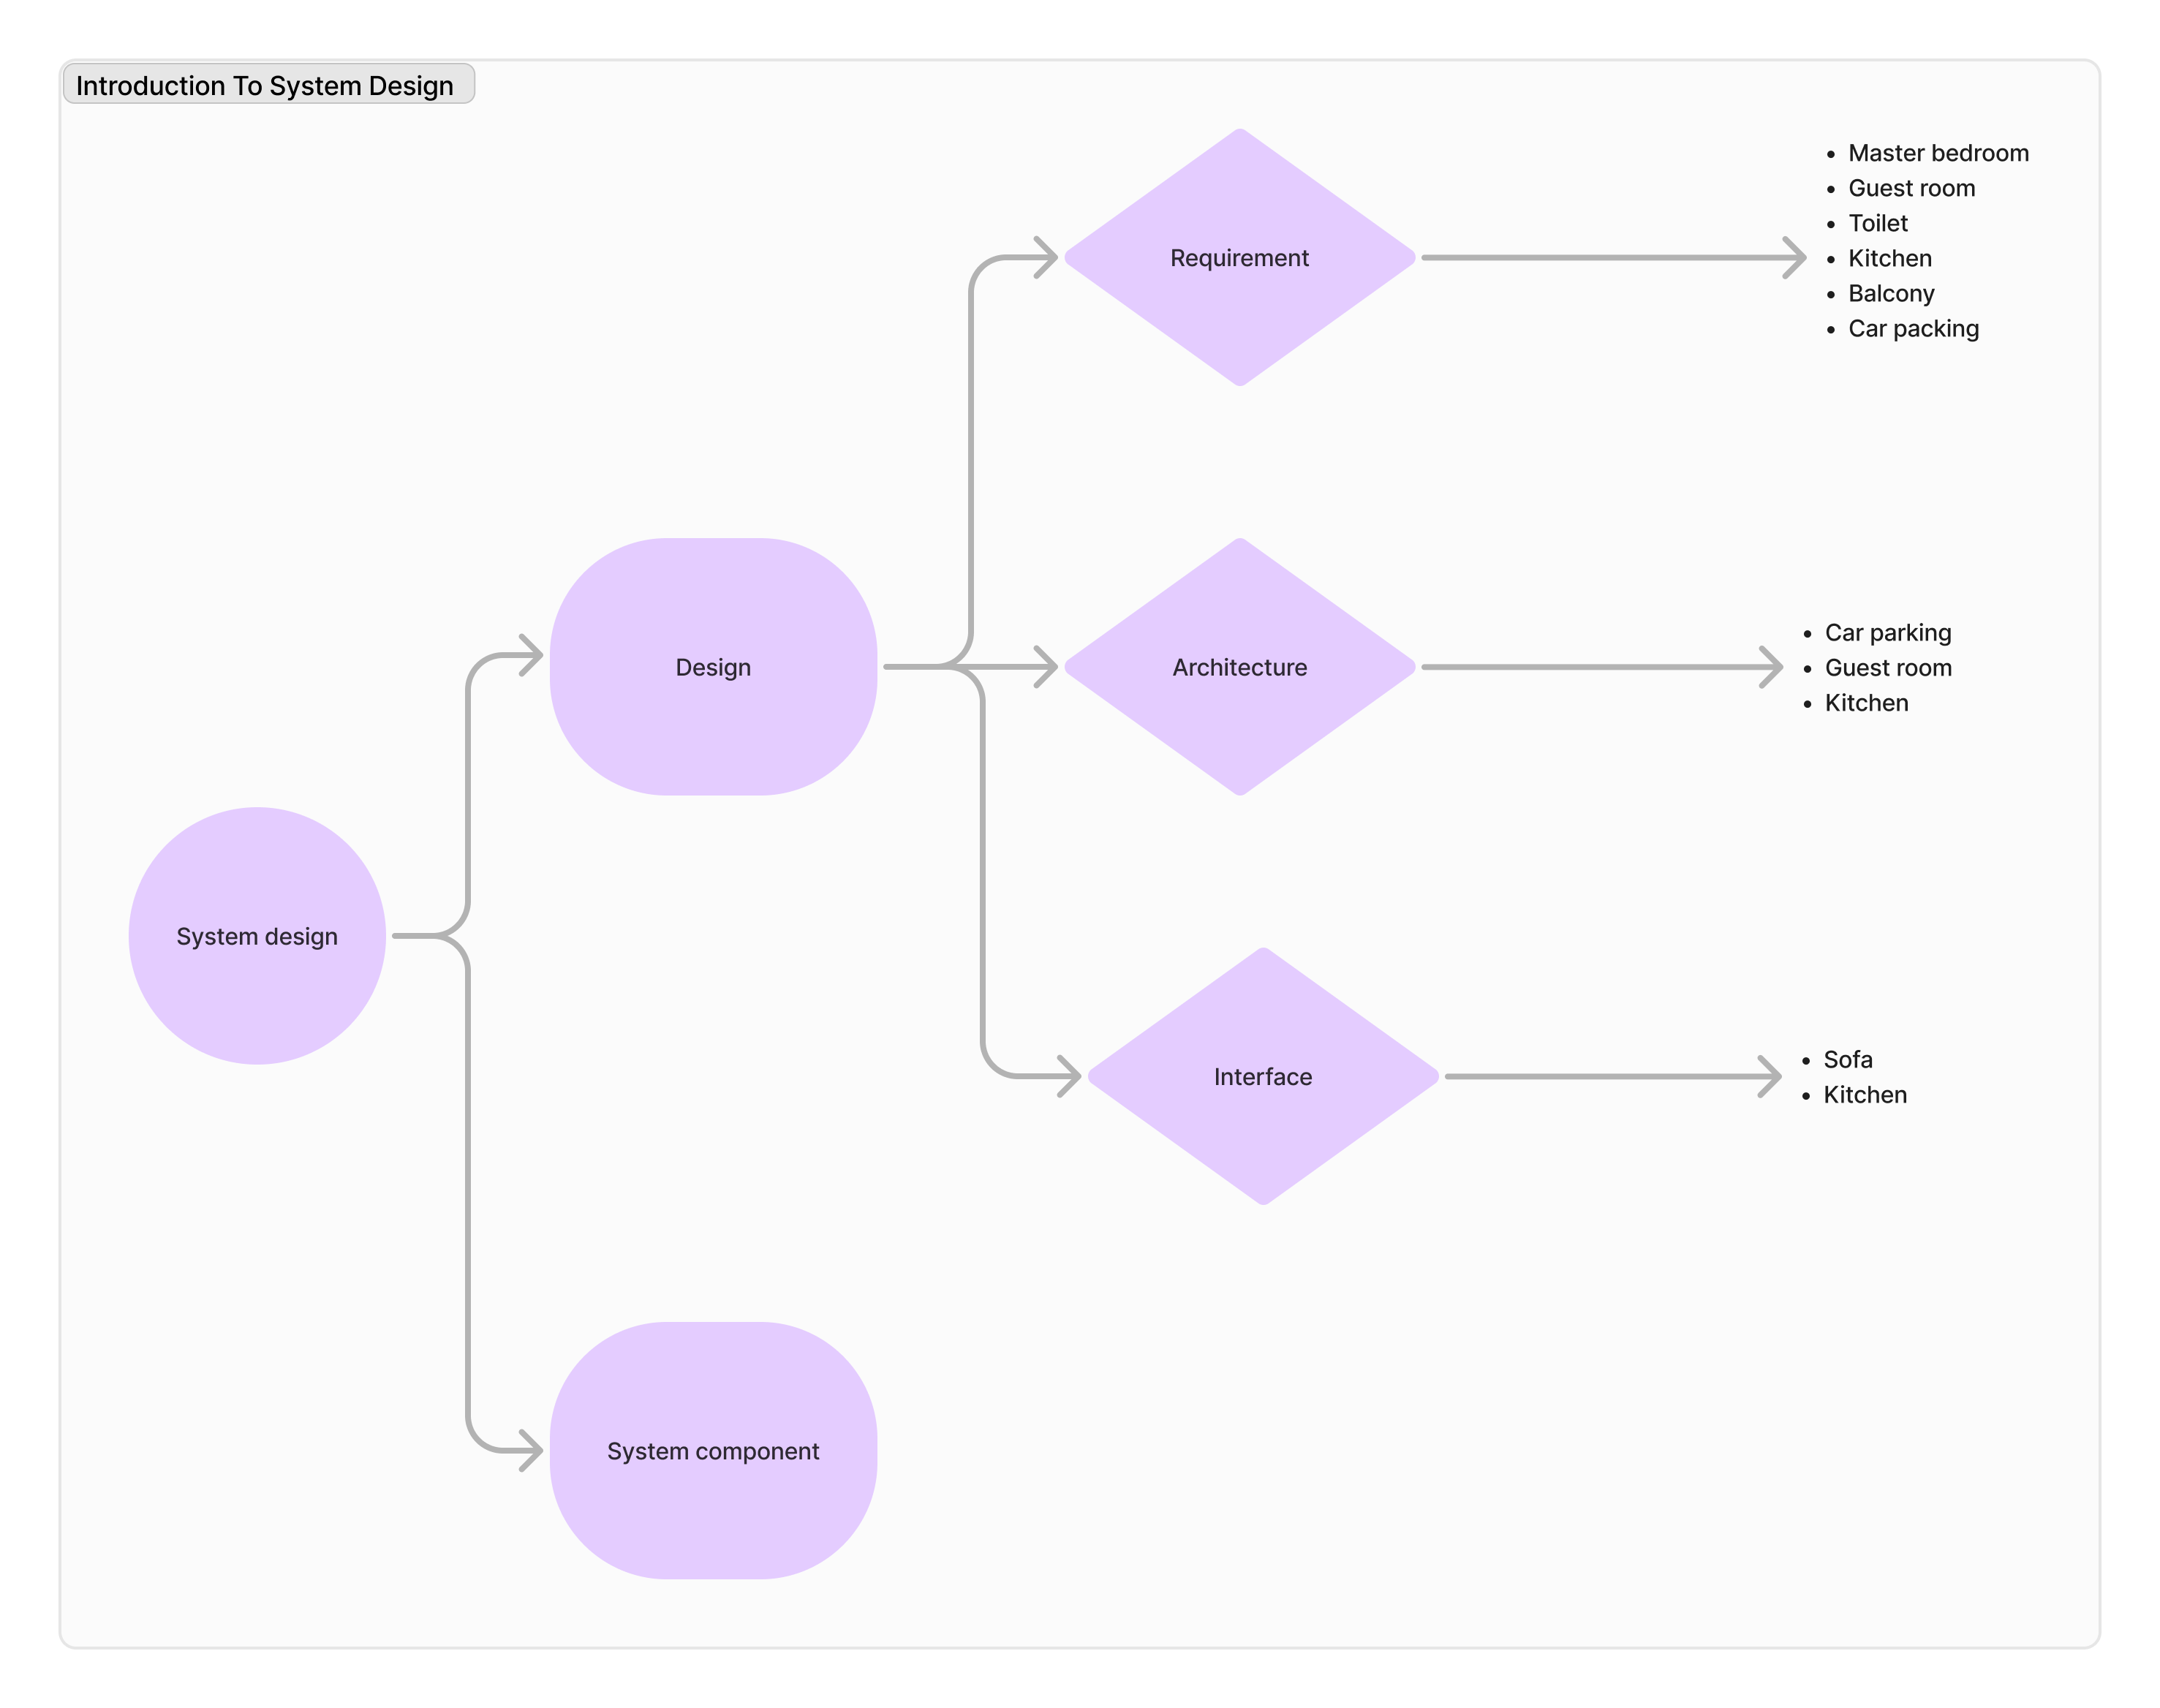 Introduction To System Design
System design
Design
System component
Requirement
Architecture
Interface
• Master bedroom
• Guest room
• Toilet
• Kitchen
• Balcony
• Car packing
• Car parking
• Guest room
• Kitchen
• Sofa
• Kitchen